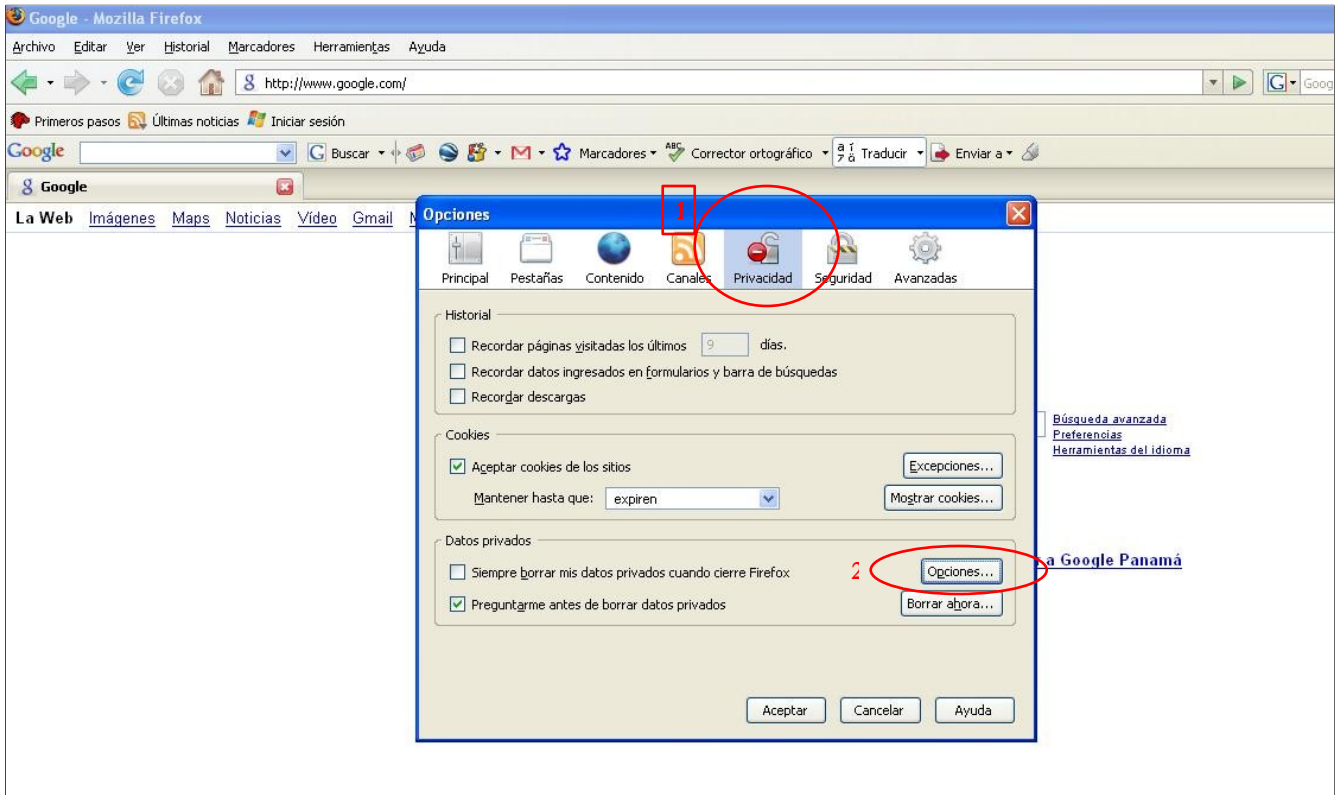 Google - Mozilla Firefox
Archivo Editar Ver Historial Marcadores Herramientas Ayuda
http://www.google.com/ G Goog
Primeros pasos Últimas noticias Iniciar sesión
Google G Buscar Marcadores ABC Corrector ortográfico Traducir Enviar a
Google
La Web Imágenes Maps Noticias Vídeo Gmail
Opciones 1
Principal Pestañas Contenido Canales Privacidad Seguridad Avanzadas
Historial
Recordar páginas visitadas los últimos 9 días.
Recordar datos ingresados en formularios y barra de búsquedas
Recordar descargas
Búsqueda avanzada
Preferencias
Herramientas del idioma
Cookies
Aceptar cookies de los sitios Excepciones...
Mantener hasta que: expiren Mostrar cookies...
Datos privados
a Google Panamá
Siempre borrar mis datos privados cuando cierre Firefox 2 Opciones...
Preguntarme antes de borrar datos privados Borrar ahora...
Aceptar Cancelar Ayuda